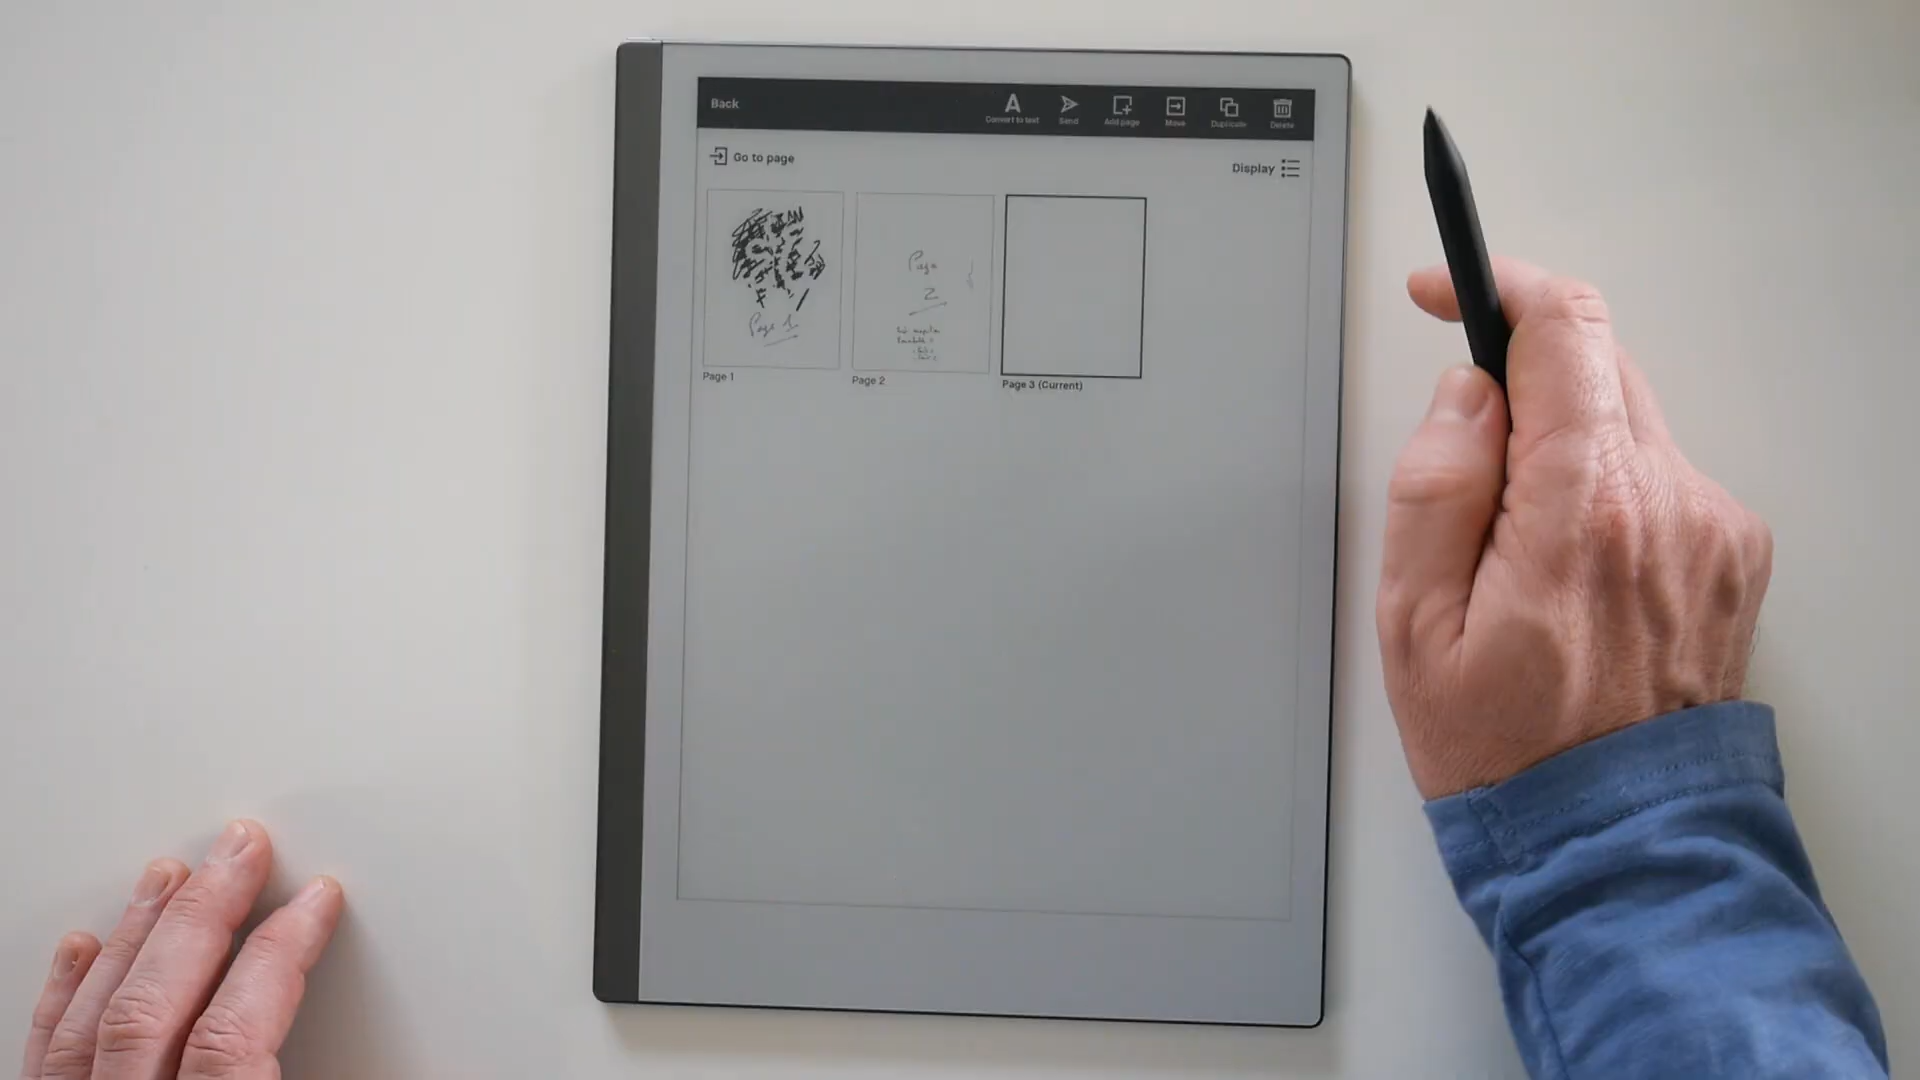 Back
Convert to text
Send
Add page
Move
Duplicate
Delete
Go to page
Display
Page 1
Page
2
Page 1
Page 2
Page 3 (Current)